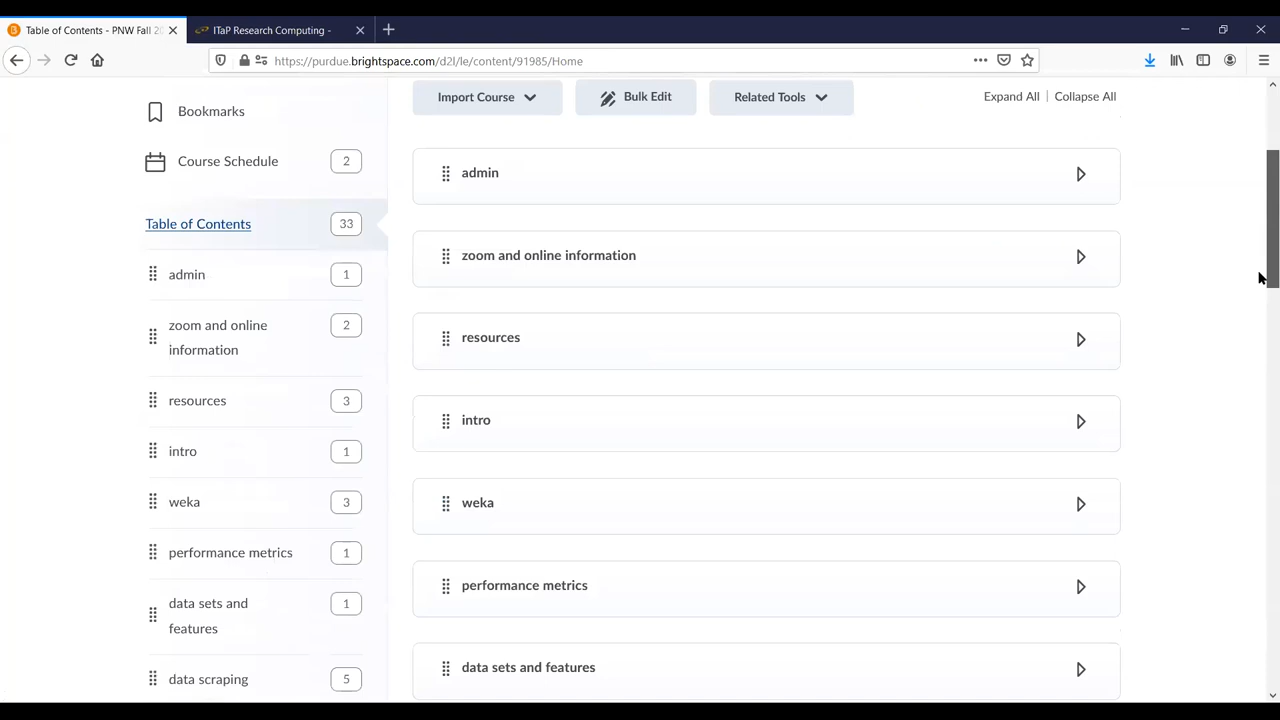 Table of Contents - PNW Fall 20
ITaP Research Computing -
https://purdue.brightspace.com/d2l/le/content/91985/Home
Bookmarks
Course Schedule 2
Table of Contents 33
admin 1
zoom and online 2
information
resources 3
intro 1
weka 3
performance metrics 1
data sets and 1
features
data scraping 5
Import Course
Bulk Edit
Related Tools
Expand All | Collapse All
admin
zoom and online information
resources
intro
weka
performance metrics
data sets and features